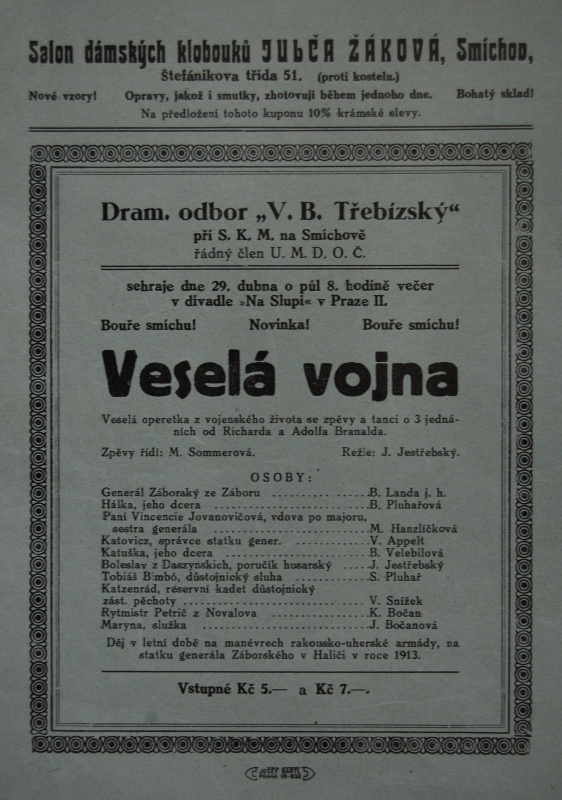 Salon dámských klobouků JULČA ŽÁKOVÁ, Smíchov,
Štefánikova třída 51. (proti kostelu.)
Nové vzory! Opravy, jakož i smutky, zhotovuji během jednoho dne. Bohatý sklad!
Na předložení tohoto kuponu 10% krámské slevy.
Dram. odbor „V. B. Třebízský“
při S. K. M. na Smíchově
řádný člen U. M. D. O. Č.
sehraje dne 29. dubna o půl 8. hodině večer
v divadle »Na Slupi« v Praze II.
Bouře smíchu! Novinka! Bouře smíchu!
Veselá vojna
Veselá operetka z vojenského života se zpěvy a tanci o 3 jedná-
ních od Richarda a Adolfa Branalda.
Zpěvy řídí: M. Sommerová. Režie: J. Jestřebský.
OSOBY:
Generál Záborský ze Záboru ........ B. Landa j. h.
Hálka, jeho dcera ........ B. Pluhařová
Paní Vincencie Jovanovičová, vdova po majoru,
sestra generála ........ M. Hanzlíčková
Katovicz, správce statku gener. ........ V. Appelt
Katuška, jeho dcera ........ B. Velebilová
Boleslav z Daszynskich, poručík husarský ..... J. Jestřebský
Tobiáš Bimbó, důstojnický sluha ........ S. Pluhař
Katzenrád, reservní kadet důstojnický
zást. pěchoty ........ V. Snížek
Rytmistr Petrič z Novalova ........ K. Bočan
Maryna, služka ........ J. Bočanová
Děj v letní době na manévrech rakousko-uherské armády, na
statku generála Záborského v Haliči v roce 1913.
Vstupné Kč 5.— a Kč 7.—.